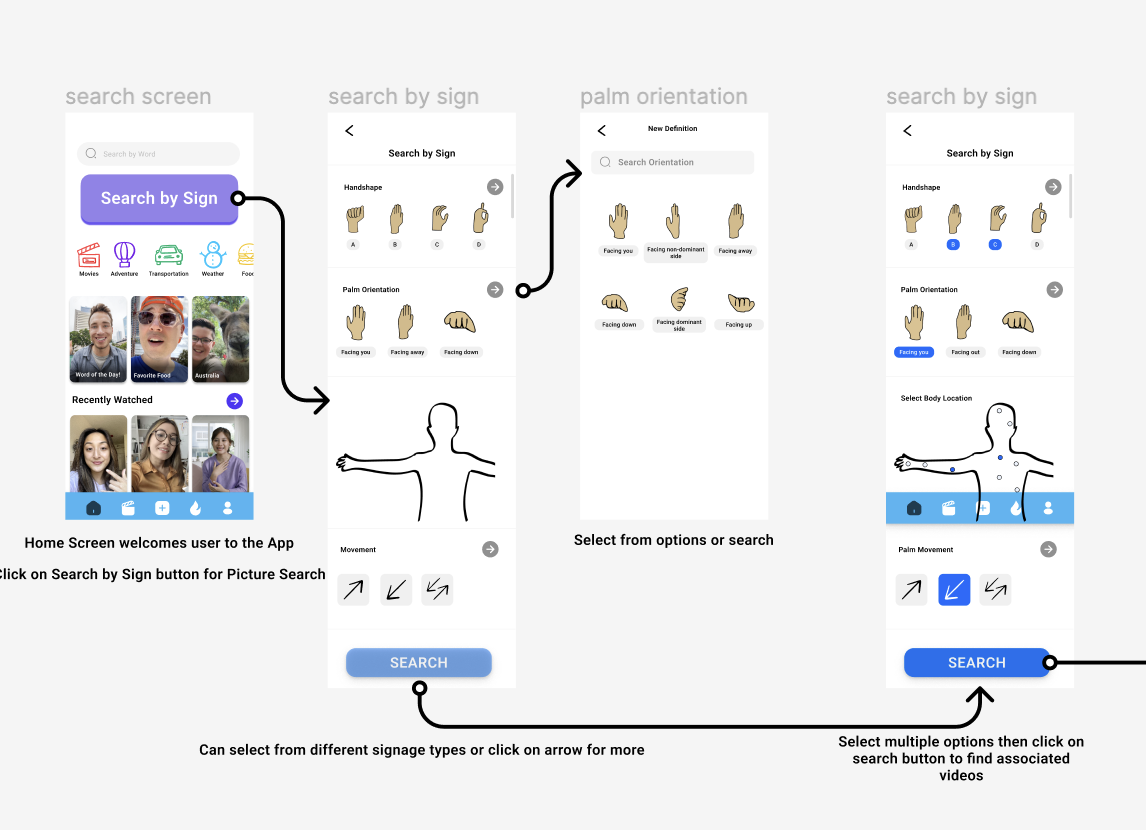 search screen
Search by Word
Search by Sign
Movies
Adventure
Transportation
Weather
Foo
Word of the Day!
Favorite Food
Australia
Recently Watched
Home Screen welcomes user to the App
Click on Search by Sign button for Picture Search
search by sign
Search by Sign
Handshape
A
B
C
D
Palm Orientation
Facing you
Facing away
Facing down
Movement
SEARCH
Can select from different signage types or click on arrow for more
palm orientation
New Definition
Search Orientation
Facing you
Facing non-dominant
side
Facing away
Facing down
Facing dominant
side
Facing up
Select from options or search
search by sign
Search by Sign
Handshape
A
B
C
D
Palm Orientation
Facing you
Facing out
Facing down
Select Body Location
Palm Movement
SEARCH
Select multiple options then click on
search button to find associated
videos